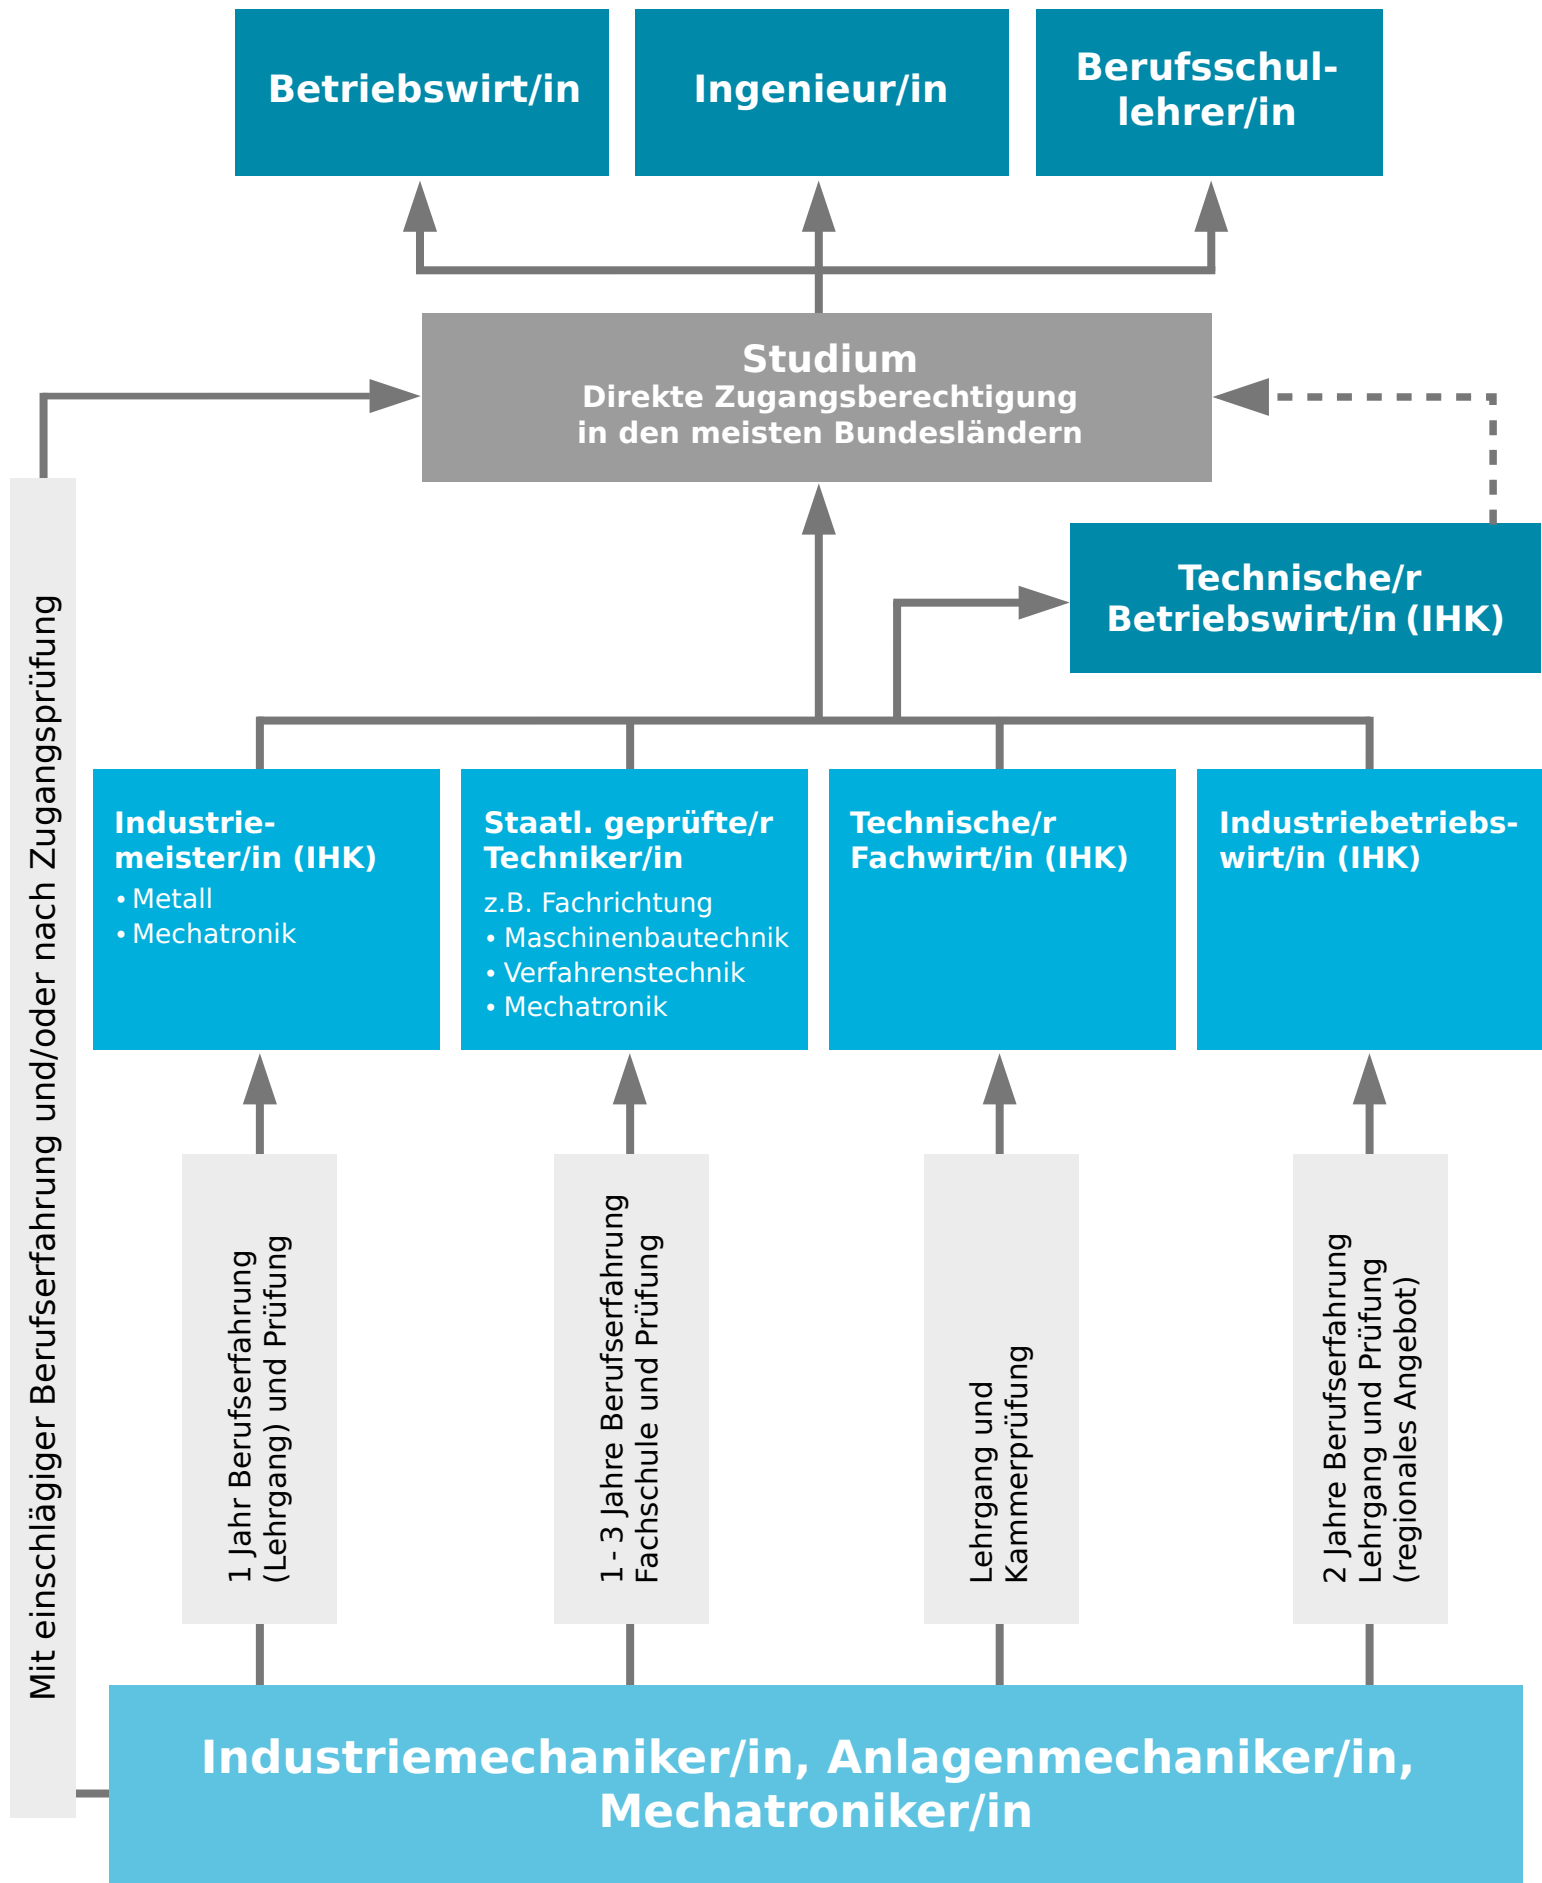 Betriebswirt/in
Ingenieur/in
Berufsschul-
lehrer/in
Studium
Direkte Zugangsberechtigung
in den meisten Bundesländern
Technische/r
Betriebswirt/in (IHK)
Mit einschlägiger Berufserfahrung und/oder nach Zugangsprüfung
Industrie-
meister/in (IHK)
• Metall
• Mechatronik
Staatl. geprüfte/r
Techniker/in
z.B. Fachrichtung
• Maschinenbautechnik
• Verfahrenstechnik
• Mechatronik
Technische/r
Fachwirt/in (IHK)
Industriebetriebs-
wirt/in (IHK)
1 Jahr Berufserfahrung
(Lehrgang) und Prüfung
1 - 3 Jahre Berufserfahrung
Fachschule und Prüfung
Lehrgang und
Kammerprüfung
2 Jahre Berufserfahrung
Lehrgang und Prüfung
(regionales Angebot)
Industriemechaniker/in, Anlagenmechaniker/in,
Mechatroniker/in